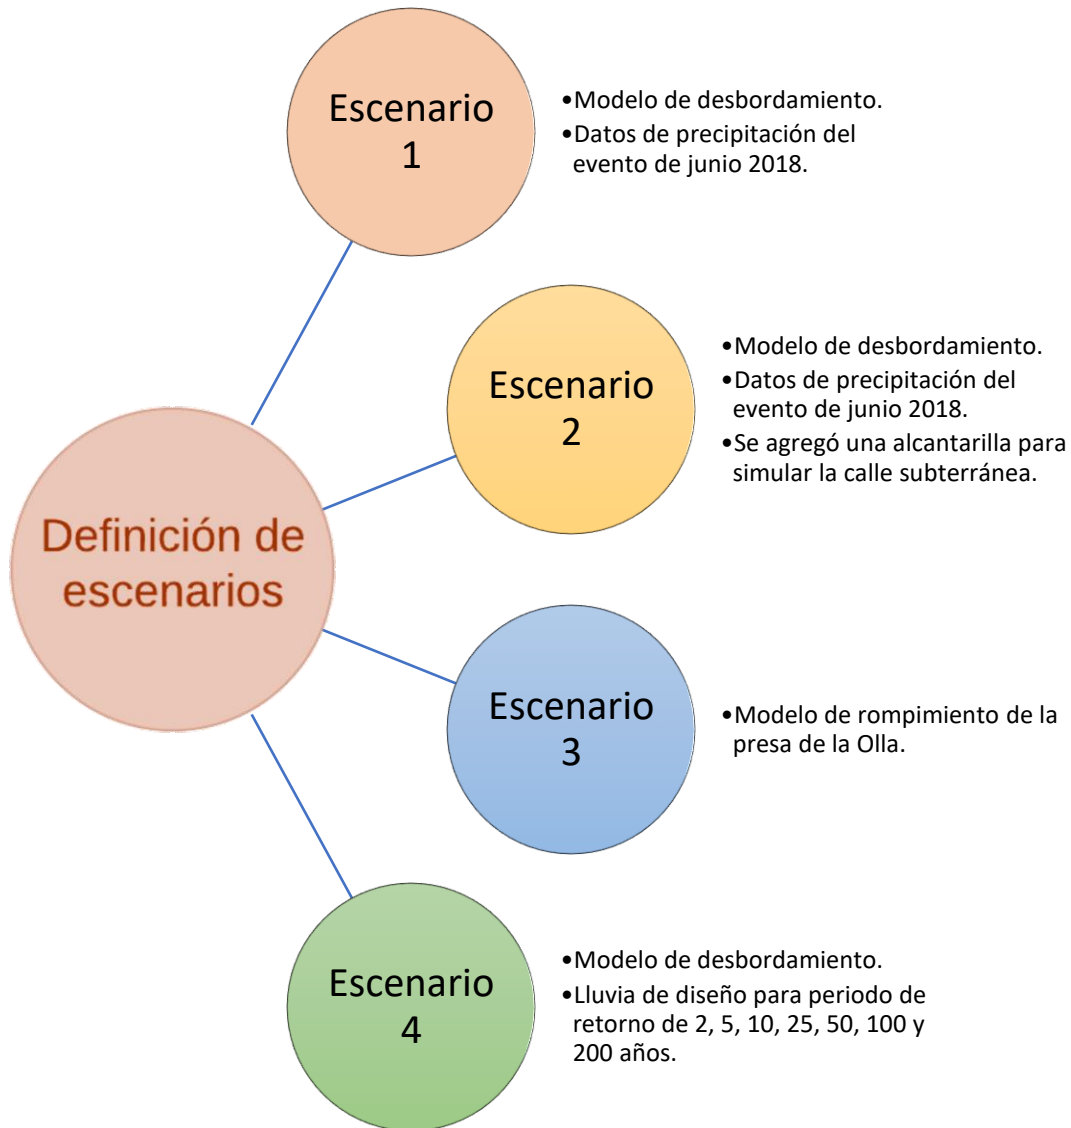 Escenario
1
•Modelo de desbordamiento.
•Datos de precipitación del
evento de junio 2018.
Escenario
2
•Modelo de desbordamiento.
•Datos de precipitación del
evento de junio 2018.
•Se agregó una alcantarilla para
simular la calle subterránea.
Definición de
escenarios
Escenario
3
•Modelo de rompimiento de la
presa de la Olla.
Escenario
4
•Modelo de desbordamiento.
•Lluvia de diseño para periodo de
retorno de 2, 5, 10, 25, 50, 100 y
200 años.